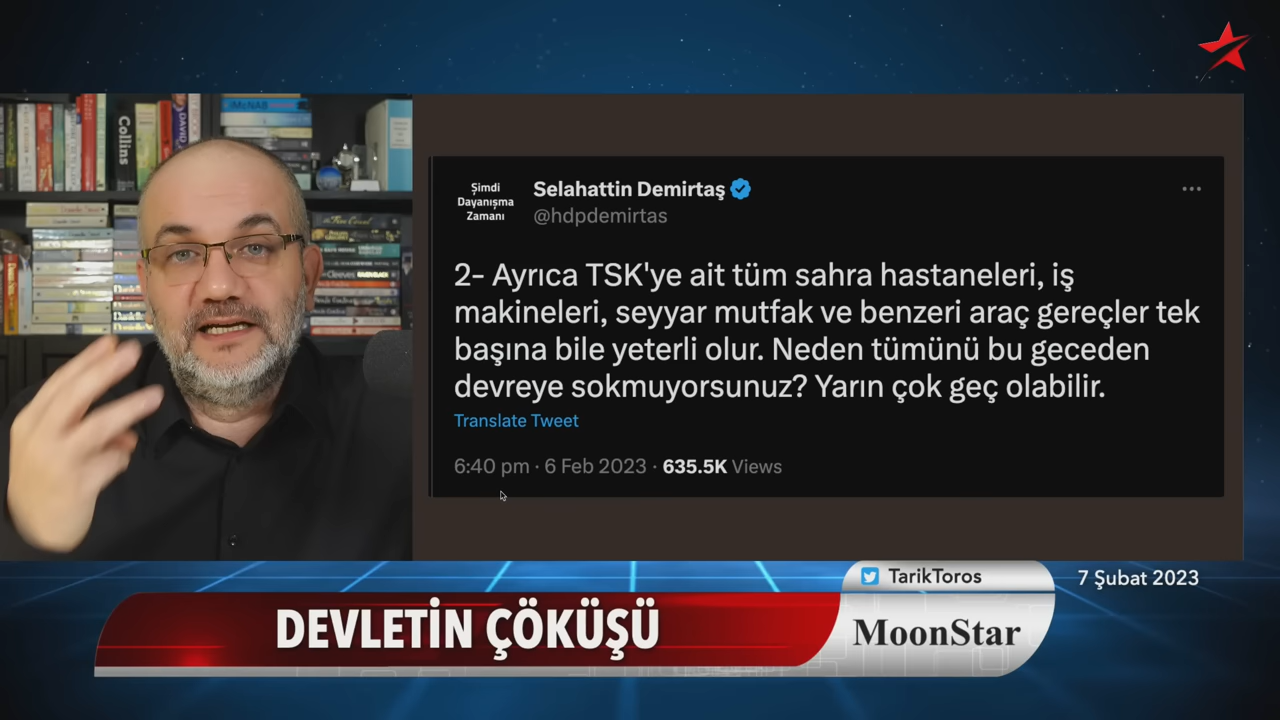 Collins
DAVID
Şimdi
Dayanışma
Zamanı
Selahattin Demirtaş
@hdpdemirtas
2- Ayrıca TSK'ye ait tüm sahra hastaneleri, iş
makineleri, seyyar mutfak ve benzeri araç gereçler tek
başına bile yeterli olur. Neden tümünü bu geceden
devreye sokmuyorsunuz? Yarın çok geç olabilir.
Translate Tweet
6:40 pm · 6 Feb 2023 · 635.5K Views
TarikToros
7 Şubat 2023
DEVLETİN ÇÖKÜŞÜ
MoonStar